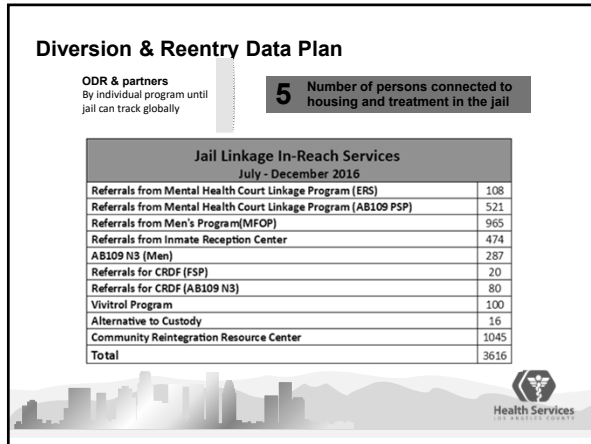 Diversion & Reentry Data Plan
ODR & partners
By individual program until
jail can track globally
5 Number of persons connected to
housing and treatment in the jail
Jail Linkage In-Reach Services
July - December 2016
Referrals from Mental Health Court Linkage Program (ERS) 108
Referrals from Mental Health Court Linkage Program (AB109 PSP) 521
Referrals from Men's Program(MFOP) 965
Referrals from Inmate Reception Center 474
AB109 N3 (Men) 287
Referrals for CRDF (FSP) 20
Referrals for CRDF (AB109 N3) 80
Vivitrol Program 100
Alternative to Custody 16
Community Reintegration Resource Center 1045
Total 3616
Health Services
LOS ANGELES COUNTY